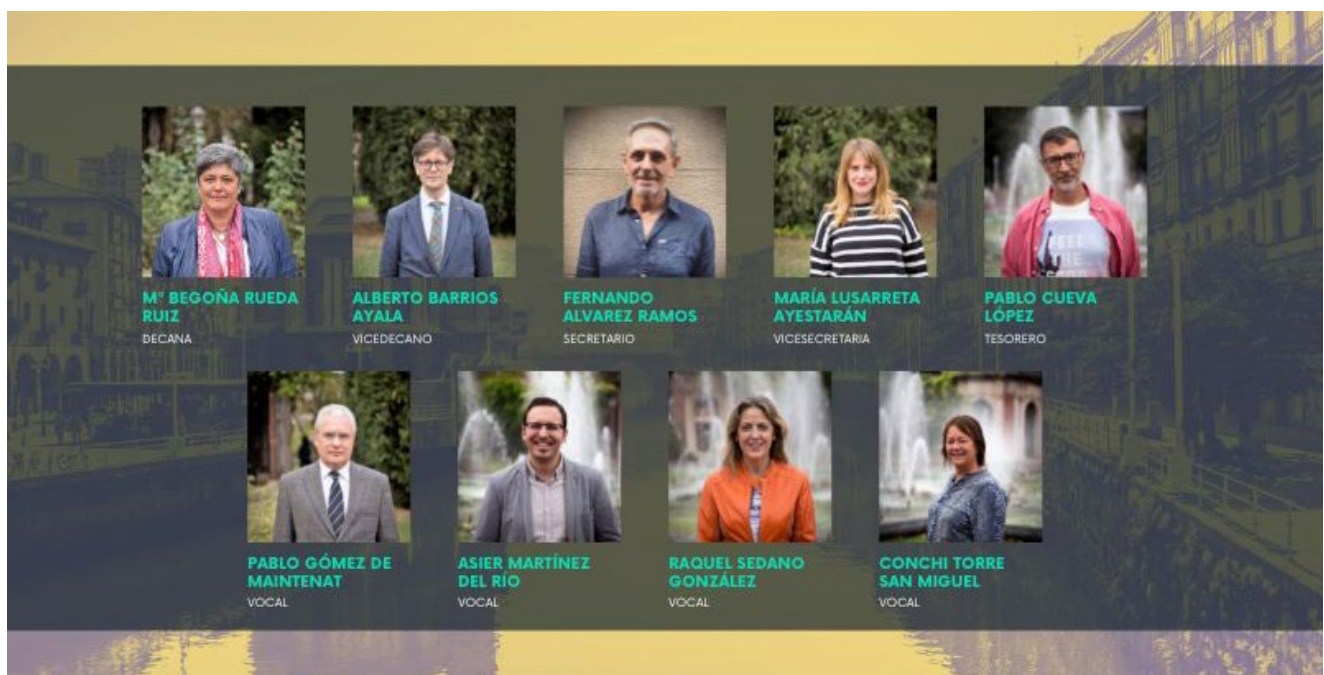 Mª BEGOÑA RUEDA
RUIZ
DECANA
ALBERTO BARRIOS
AYALA
VICEDECANO
FERNANDO
ALVAREZ RAMOS
SECRETARIO
MARÍA LUSARRETA
AYESTARÁN
VICESECRETARIA
PABLO CUEVA
LÓPEZ
TESORERO
FEEL
THE
PABLO GÓMEZ DE
MAINTENAT
VOCAL
ASIER MARTÍNEZ
DEL RÍO
VOCAL
RAQUEL SEDANO
GONZÁLEZ
VOCAL
CONCHI TORRE
SAN MIGUEL
VOCAL